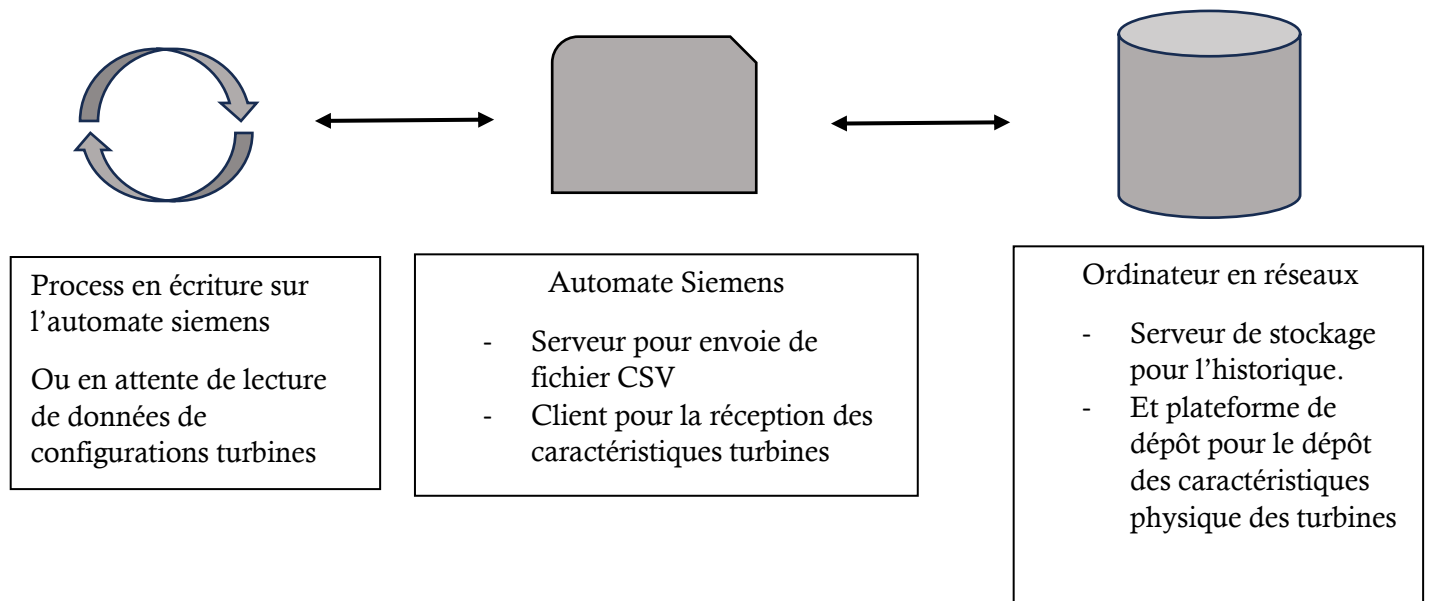 Process en écriture sur
l’automate siemens
Ou en attente de lecture
de données de
configurations turbines
Automate Siemens
- Serveur pour envoie de
fichier CSV
- Client pour la réception des
caractéristiques turbines
Ordinateur en réseaux
- Serveur de stockage
pour l’historique.
- Et plateforme de
dépôt pour le dépôt
des caractéristiques
physique des turbines